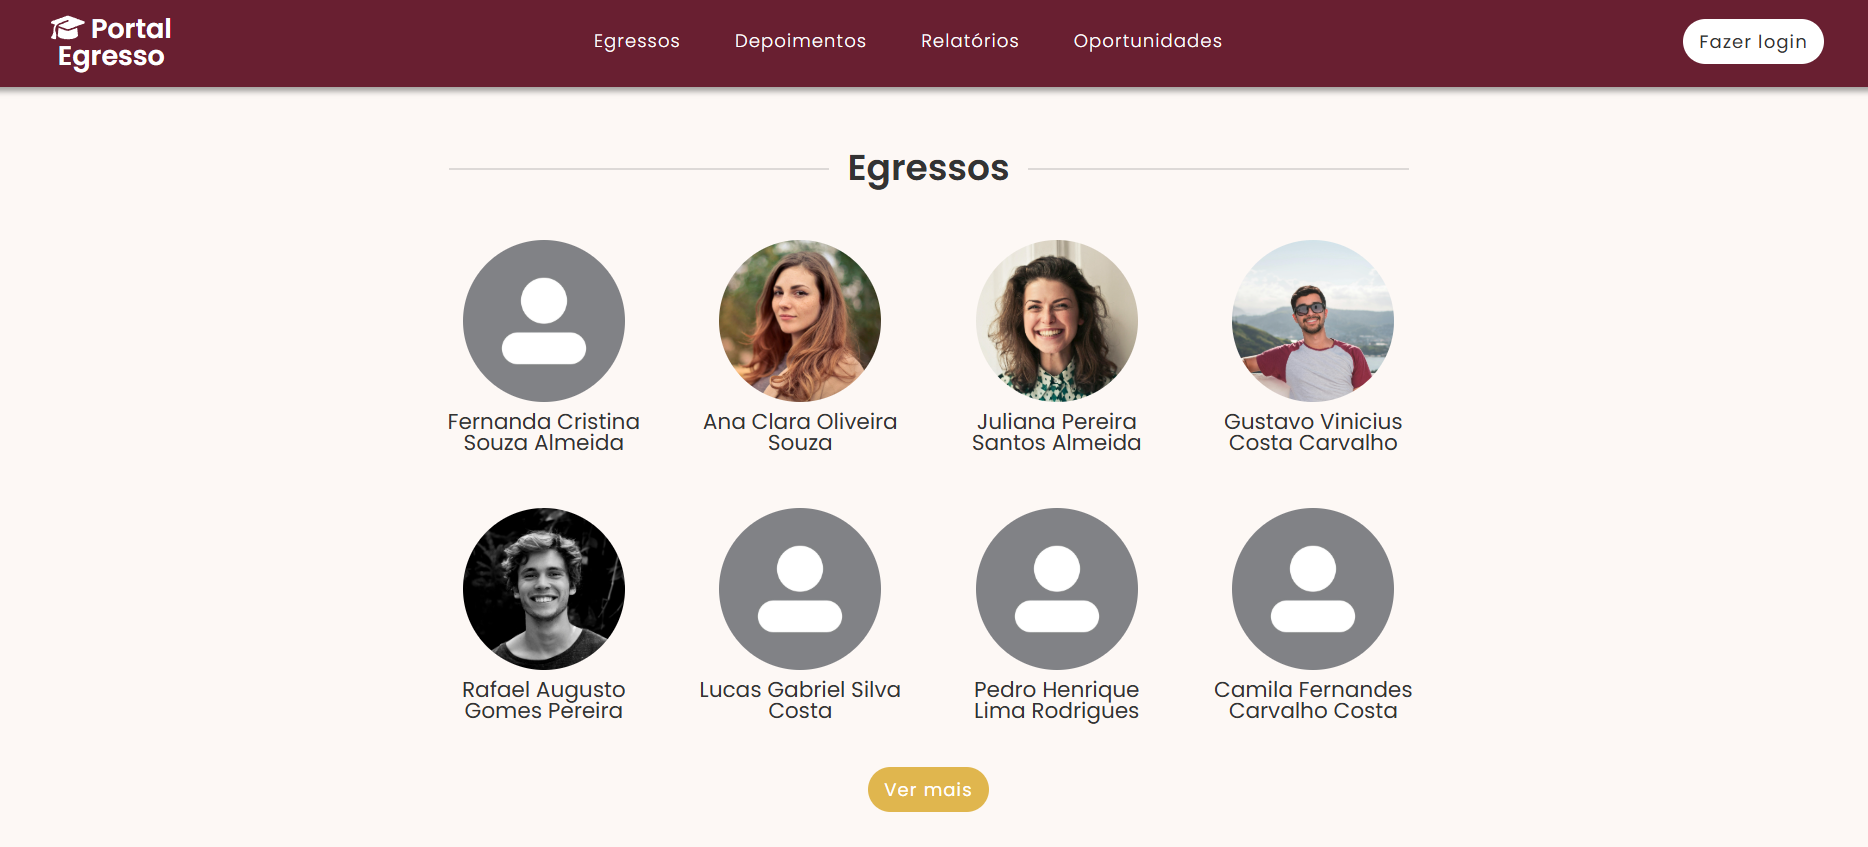 Portal
Egresso
Egressos
Depoimentos
Relatórios
Oportunidades
Fazer login
Egressos
Fernanda Cristina
Souza Almeida
Ana Clara Oliveira
Souza
Juliana Pereira
Santos Almeida
Gustavo Vinicius
Costa Carvalho
Rafael Augusto
Gomes Pereira
Lucas Gabriel Silva
Costa
Pedro Henrique
Lima Rodrigues
Camila Fernandes
Carvalho Costa
Ver mais